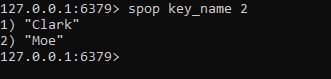 127.0.0.1:6379> spop key_name 2
1) "Clark"
2) "Moe"
127.0.0.1:6379>